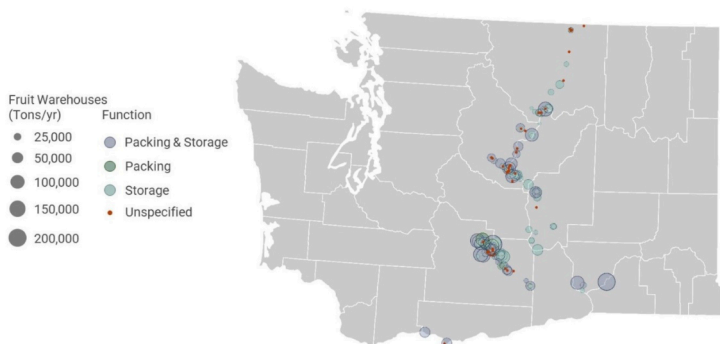 Fruit Warehouses
(Tons/yr)
25,000
50,000
100,000
150,000
200,000
Function
Packing & Storage
Packing
Storage
Unspecified